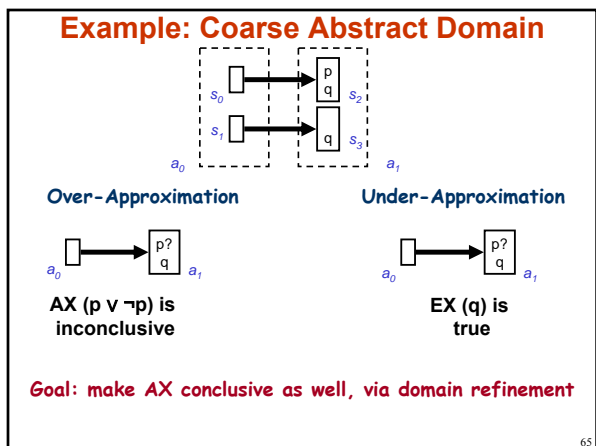 Example: Coarse Abstract Domain
s0
p
q
s2
s1
q
s3
a0
a1
Over-Approximation
Under-Approximation
a0
p?
q
a1
a0
p?
q
a1
AX (p ∨ ¬p) is
inconclusive
EX (q) is
true
Goal: make AX conclusive as well, via domain refinement
65